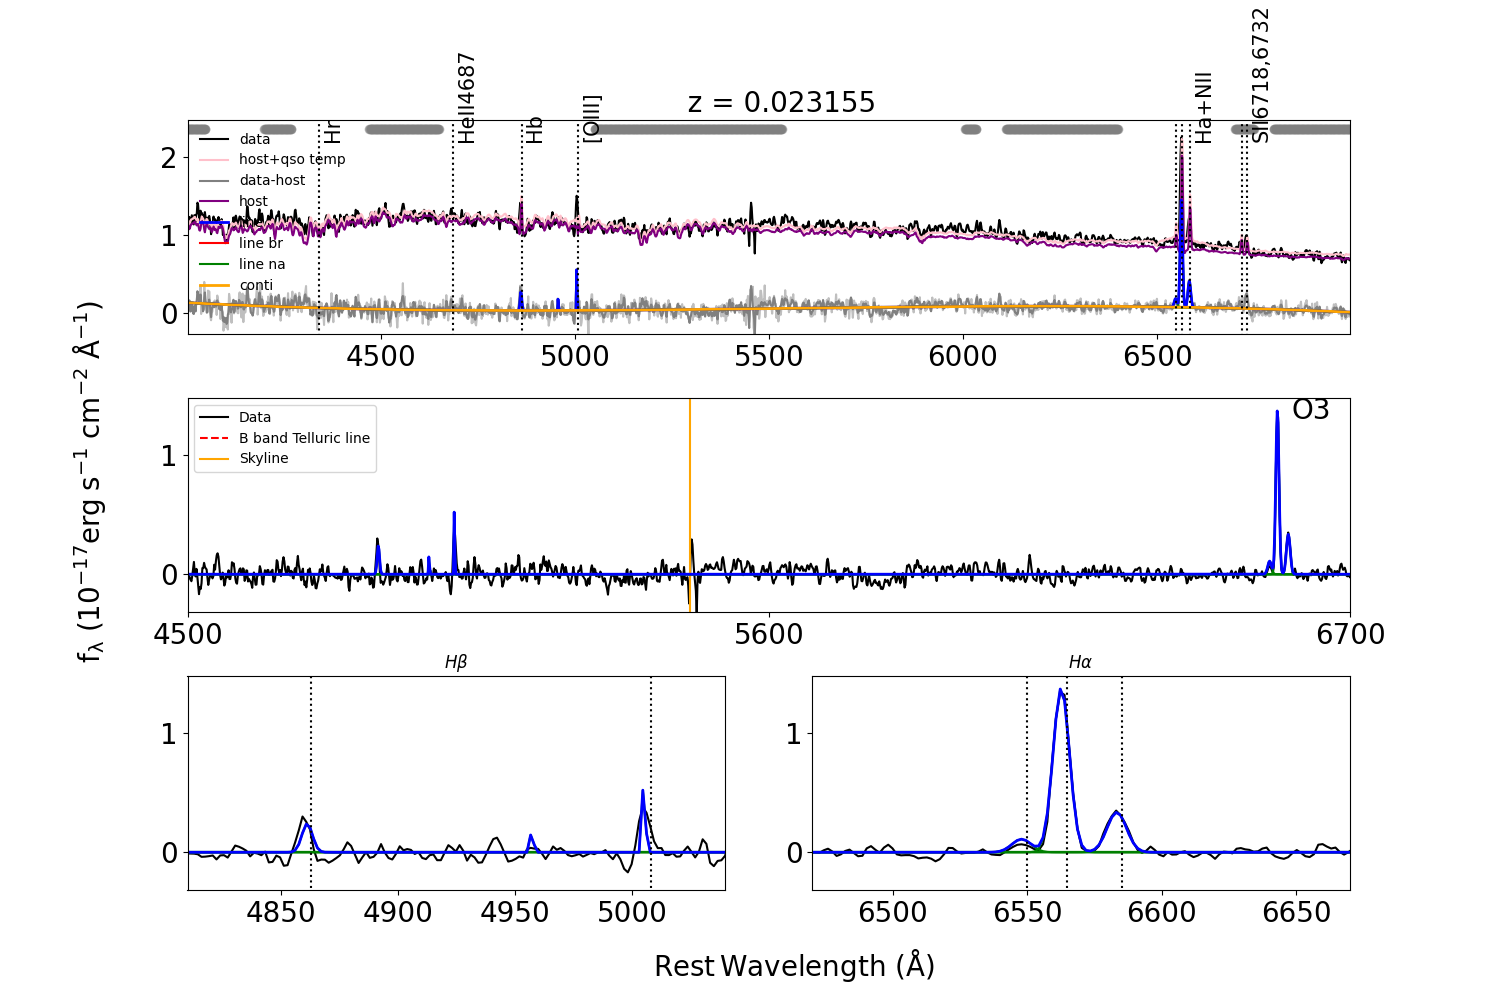 z = 0.023155
Hr
HeII4687
Hb
[OIII]
Ha+NII
SII6718,6732
data
host+qso temp
data-host
host
line br
line na
conti
2
1
0
4500
5000
5500
6000
6500
Data
B band Telluric line
Skyline
O3
1
0
4500
5600
6700
fλ (10−17erg s−1 cm−2 Å−1)
Hβ
1
0
4850
4900
4950
5000
Hα
1
0
6500
6550
6600
6650
Rest Wavelength (Å)